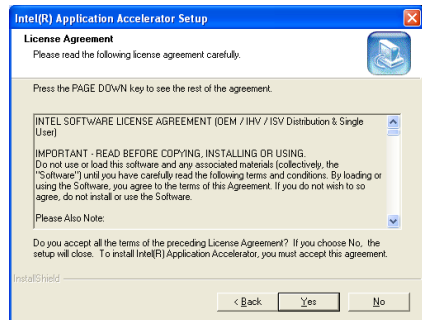 Intel(R) Application Accelerator Setup
License Agreement
Please read the following license agreement carefully.
Press the PAGE DOWN key to see the rest of the agreement.
INTEL SOFTWARE LICENSE AGREEMENT (OEM / IHV / ISV Distribution & Single
User)
IMPORTANT - READ BEFORE COPYING, INSTALLING OR USING.
Do not use or load this software and any associated materials (collectively, the
"Software") until you have carefully read the following terms and conditions. By loading or
using the Software, you agree to the terms of this Agreement. If you do not wish to so
agree, do not install or use the Software.
Please Also Note:
Do you accept all the terms of the preceding License Agreement? If you choose No, the
setup will close. To install Intel(R) Application Accelerator, you must accept this agreement.
InstallShield
< Back Yes No